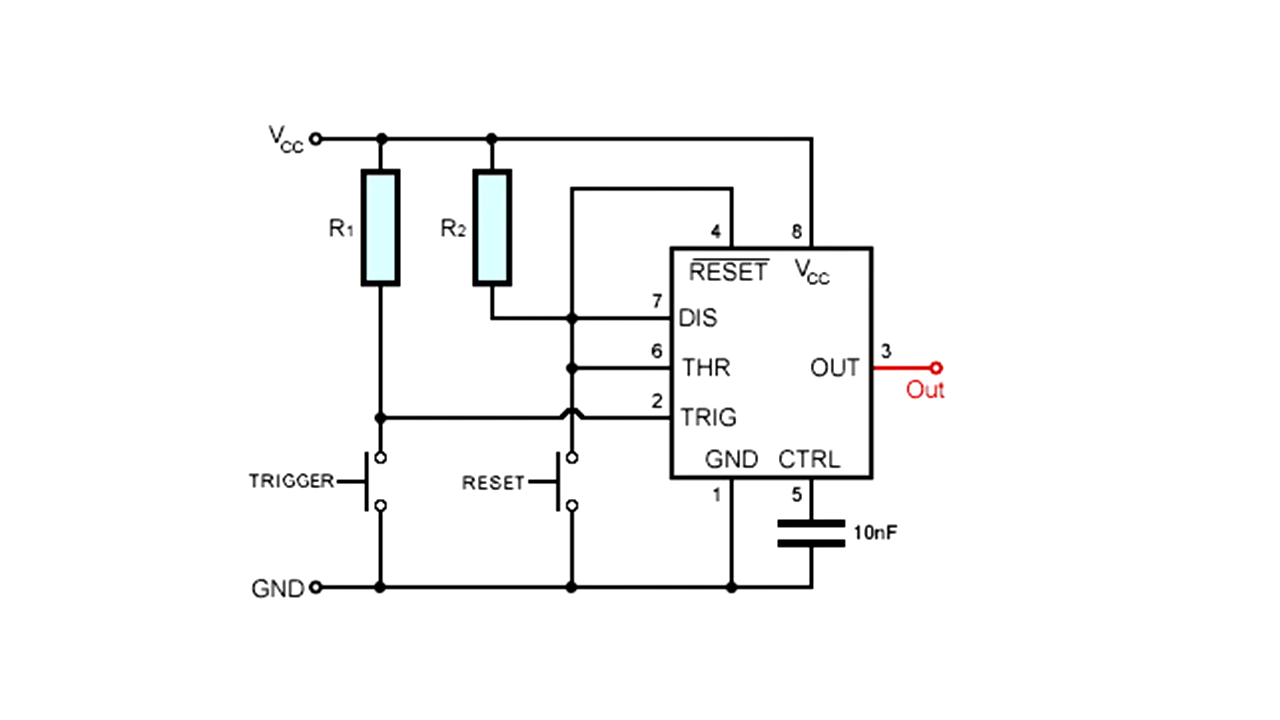 VCC
R1
R2
4
8
RESET
VCC
7
DIS
6
THR
OUT
3
Out
2
TRIG
GND
CTRL
TRIGGER
RESET
1
5
10nF
GND